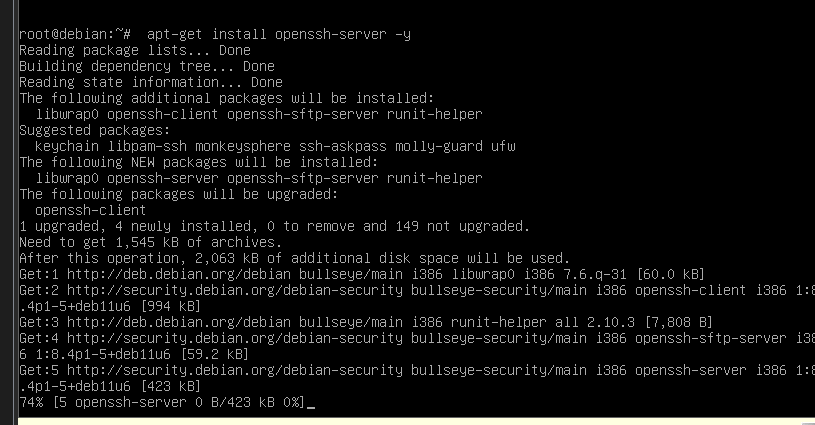 root@debian:~#  apt-get install openssh-server -y
Reading package lists... Done
Building dependency tree... Done
Reading state information... Done
The following additional packages will be installed:
  libwrap0 openssh-client openssh-sftp-server runit-helper
Suggested packages:
  keychain libpam-ssh monkeysphere ssh-askpass molly-guard ufw
The following NEW packages will be installed:
  libwrap0 openssh-server openssh-sftp-server runit-helper
The following packages will be upgraded:
  openssh-client
1 upgraded, 4 newly installed, 0 to remove and 149 not upgraded.
Need to get 1,545 kB of archives.
After this operation, 2,063 kB of additional disk space will be used.
Get:1 http://deb.debian.org/debian bullseye/main i386 libwrap0 i386 7.6.q-31 [60.0 kB]
Get:2 http://security.debian.org/debian-security bullseye-security/main i386 openssh-client i386 1:8
.4p1-5+deb11u6 [994 kB]
Get:3 http://deb.debian.org/debian bullseye/main i386 runit-helper all 2.10.3 [7,808 B]
Get:4 http://security.debian.org/debian-security bullseye-security/main i386 openssh-sftp-server i38
6 1:8.4p1-5+deb11u6 [59.2 kB]
Get:5 http://security.debian.org/debian-security bullseye-security/main i386 openssh-server i386 1:8
.4p1-5+deb11u6 [423 kB]
74% [5 openssh-server 0 B/423 kB 0%]_